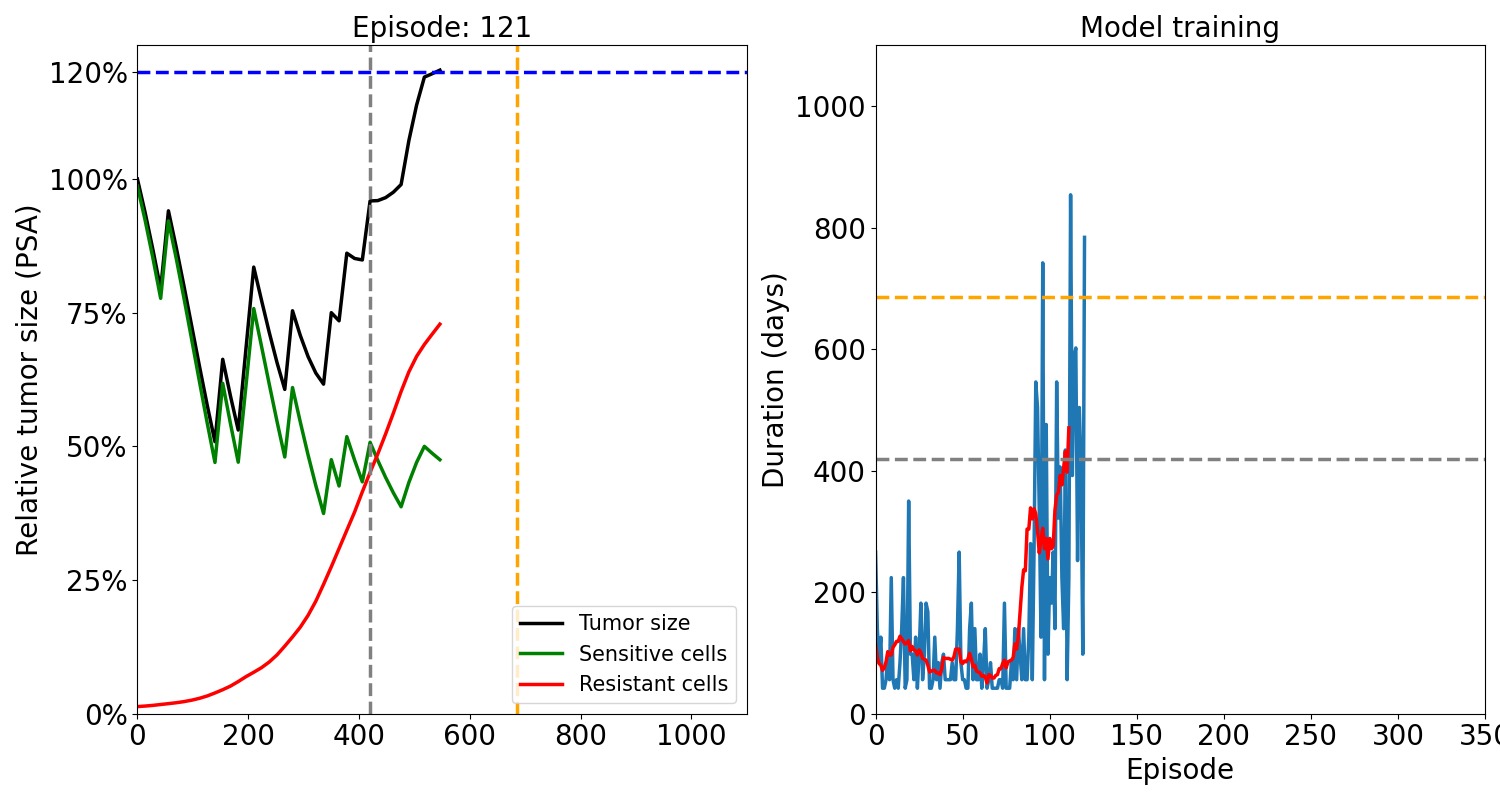 Episode: 121
Relative tumor size (PSA)
120%
100%
75%
50%
25%
0%
0 200 400 600 800 1000
Tumor size
Sensitive cells
Resistant cells
Model training
Duration (days)
1000
800
600
400
200
0
0 50 100 150 200 250 300 350
Episode